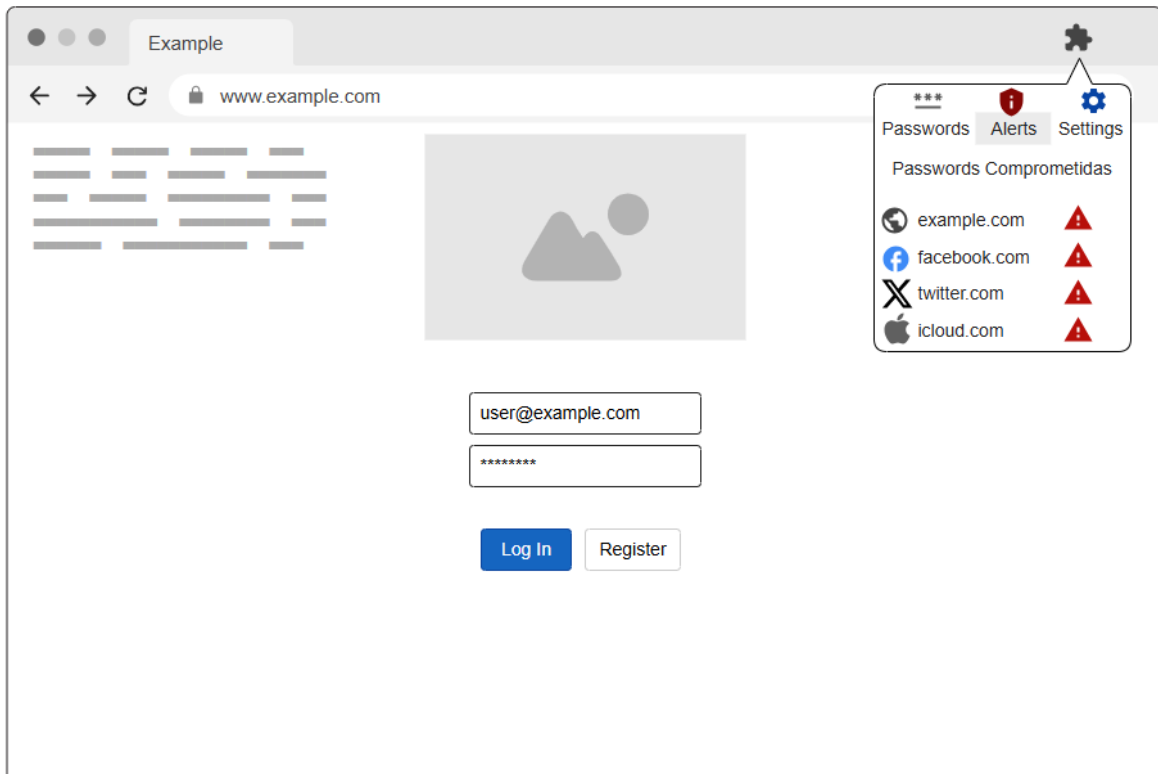 Example
www.example.com
***
Passwords Alerts Settings
Passwords Comprometidas
example.com
facebook.com
twitter.com
icloud.com
user@example.com
********
Log In Register